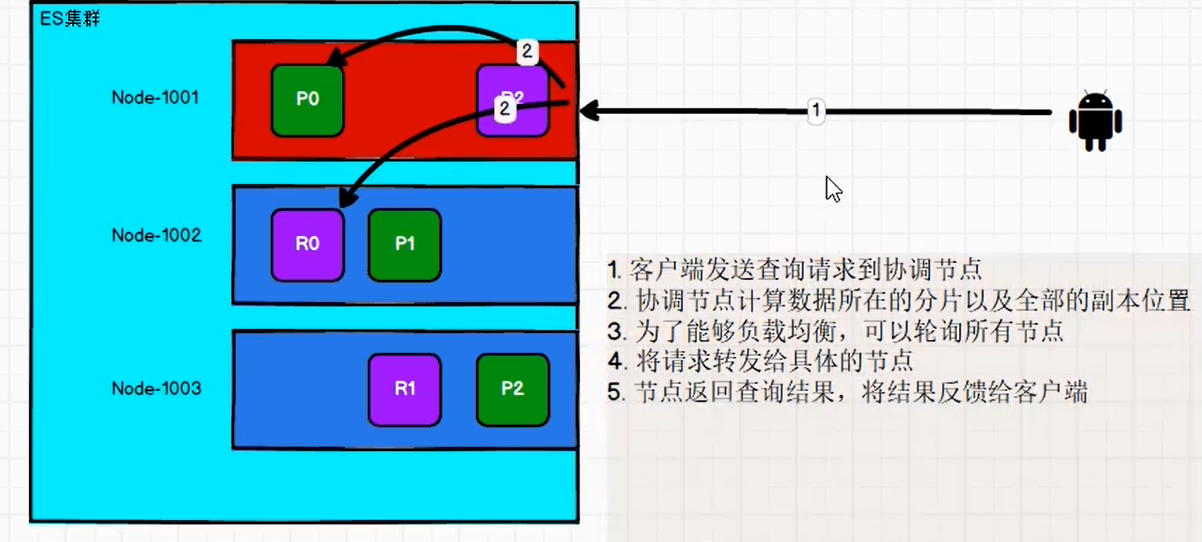 ES集群
Node-1001
P0
2
2
1
Node-1002
R0
P1
Node-1003
R1
P2
1. 客户端发送查询请求到协调节点
2. 协调节点计算数据所在的分片以及全部的副本位置
3. 为了能够负载均衡，可以轮询所有节点
4. 将请求转发给具体的节点
5. 节点返回查询结果，将结果反馈给客户端